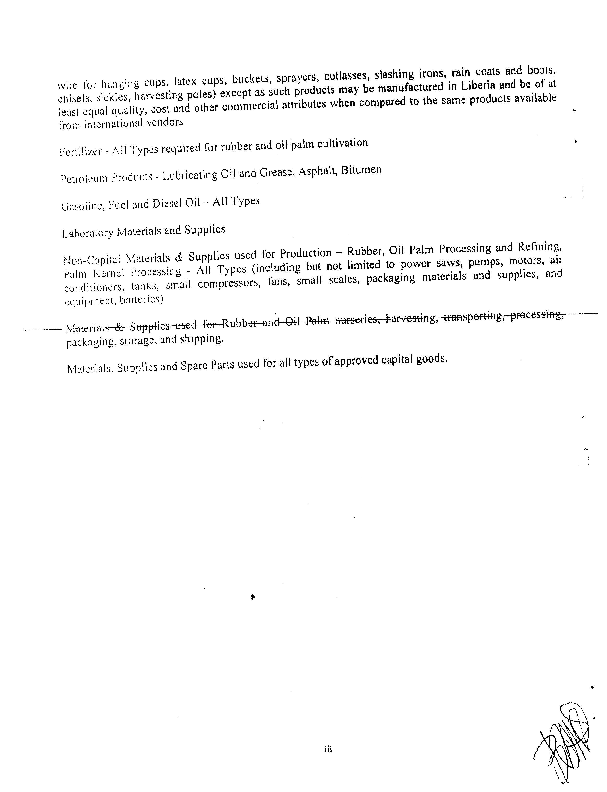 wire for hanging cups, latex cups, buckets, sprayers, cutlasses, slashing irons, rain coats and boots,
chisels, sickles, harvesting poles) except as such products may be manufactured in Liberia and be of at
least equal quality, cost and other commercial attributes when compared to the same products available
from international vendors
Fertilizer - All Types required for rubber and oil palm cultivation
Petroleum Products - Lubricating Oil and Grease, Asphalt, Bitumen
Gasoline, Fuel and Diesel Oil - All Types
Laboratory Materials and Supplies
Non-Capital Materials & Supplies used for Production – Rubber, Oil Palm Processing and Refining,
Palm Kernel Processing - All Types (including but not limited to power saws, pumps, motors, air
conditioners, tanks, small compressors, fans, small scales, packaging materials and supplies, and
equipment, batteries)
Materials & Supplies used for Rubber and Oil Palm nurseries, harvesting, transporting, processing,
packaging, storage, and shipping.
Materials, Supplies and Spare Parts used for all types of approved capital goods.
iii